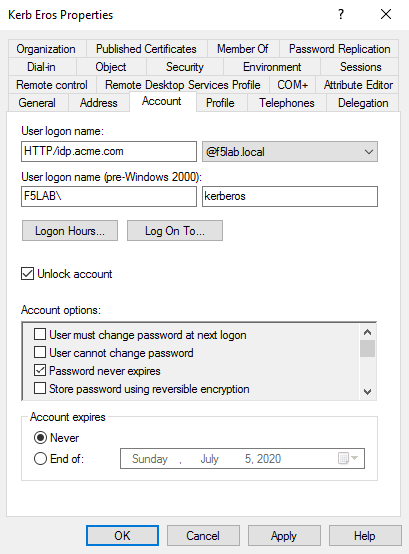 Kerb Eros Properties
Organization Published Certificates Member Of Password Replication
Dial-in Object Security Environment Sessions
Remote control Remote Desktop Services Profile COM+ Attribute Editor
General Address Account Profile Telephones Delegation
User logon name:
HTTP/idp.acme.com @f5lab.local
User logon name (pre-Windows 2000):
F5LAB\ kerberos
Logon Hours... Log On To...
Unlock account
Account options:
User must change password at next logon
User cannot change password
Password never expires
Store password using reversible encryption
Account expires
Never
End of: Sunday , July 5, 2020
OK Cancel Apply Help